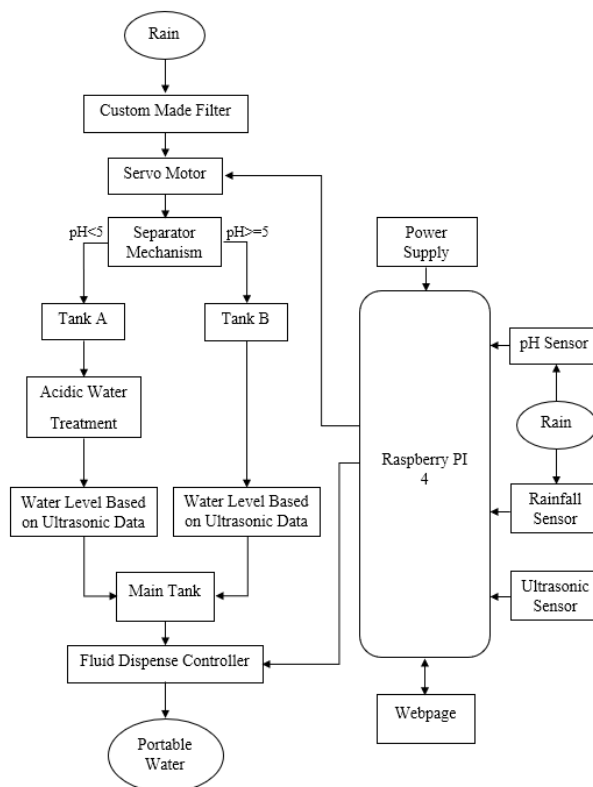 Rain
Custom Made Filter
Servo Motor
pH<5
Separator
Mechanism
pH>=5
Tank A
Tank B
Acidic Water
Treatment
Water Level Based
on Ultrasonic Data
Water Level Based
on Ultrasonic Data
Main Tank
Fluid Dispense Controller
Portable
Water
Power
Supply
Raspberry PI
4
pH Sensor
Rain
Rainfall
Sensor
Ultrasonic
Sensor
Webpage